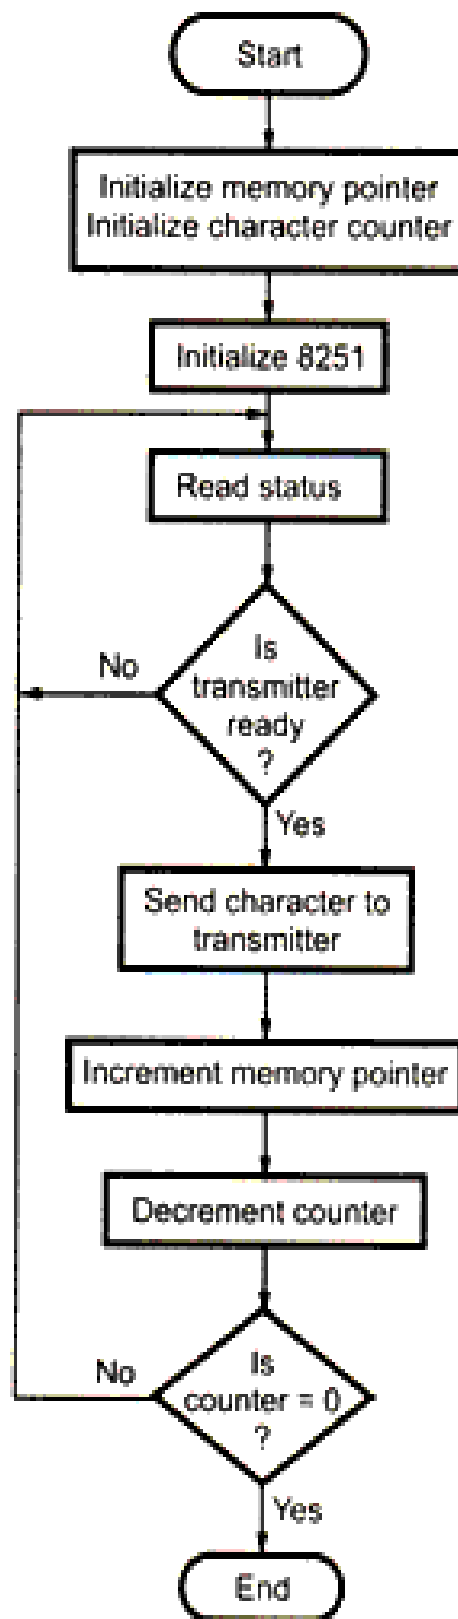 Start
Initialize memory pointer
Initialize character counter
Initialize 8251
Read status
Is
transmitter
ready
?
No
Yes
Send character to
transmitter
Increment memory pointer
Decrement counter
Is
counter = 0
?
No
Yes
End